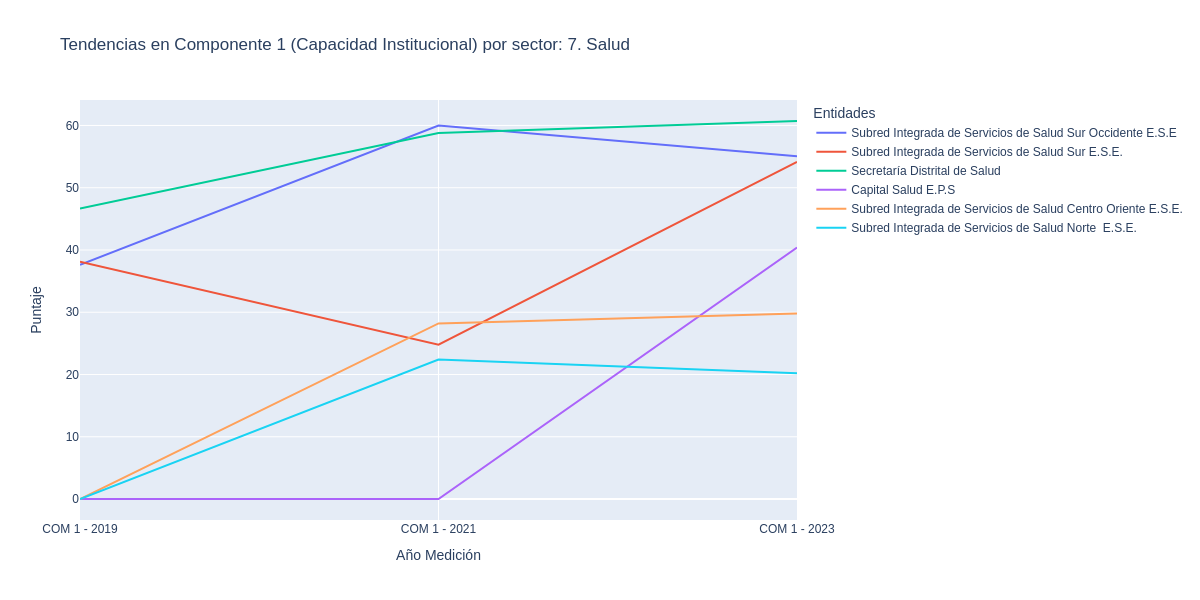 Tendencias en Componente 1 (Capacidad Institucional) por sector: 7. Salud
Entidades
Subred Integrada de Servicios de Salud Sur Occidente E.S.E
Subred Integrada de Servicios de Salud Sur E.S.E.
Secretaría Distrital de Salud
Capital Salud E.P.S
Subred Integrada de Servicios de Salud Centro Oriente E.S.E.
Subred Integrada de Servicios de Salud Norte  E.S.E.
Puntaje
60
50
40
30
20
10
0
COM 1 - 2019
COM 1 - 2021
COM 1 - 2023
Año Medición